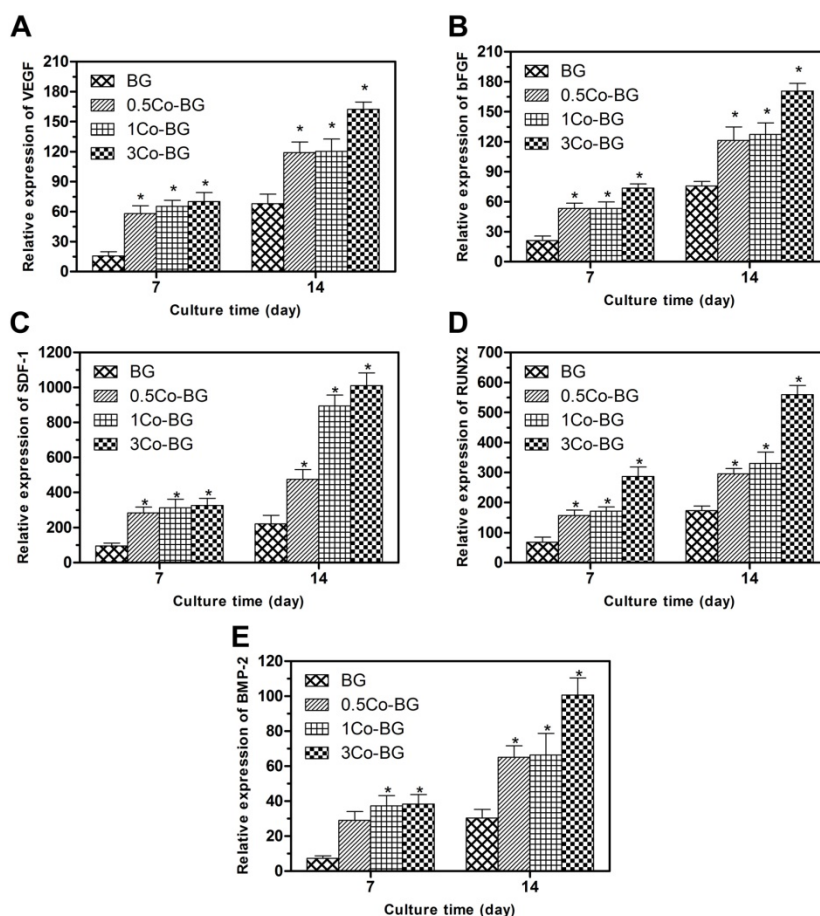 A
Relative expression of VEGF
210
180
150
120
90
60
30
0
BG
0.5Co-BG
1Co-BG
3Co-BG
* * *
* * *
7 14
Culture time (day)
B
Relative expression of bFGF
210
180
150
120
90
60
30
0
BG
0.5Co-BG
1Co-BG
3Co-BG
* * *
* * *
7 14
Culture time (day)
C
Relative expression of SDF-1
1200
1000
800
600
400
200
0
BG
0.5Co-BG
1Co-BG
3Co-BG
* * *
* * *
7 14
Culture time (day)
D
Relative expression of RUNX2
700
600
500
400
300
200
100
0
BG
0.5Co-BG
1Co-BG
3Co-BG
* * *
* * *
7 14
Culture time (day)
E
Relative expression of BMP-2
120
100
80
60
40
20
0
BG
0.5Co-BG
1Co-BG
3Co-BG
* *
* * *
7 14
Culture time (day)